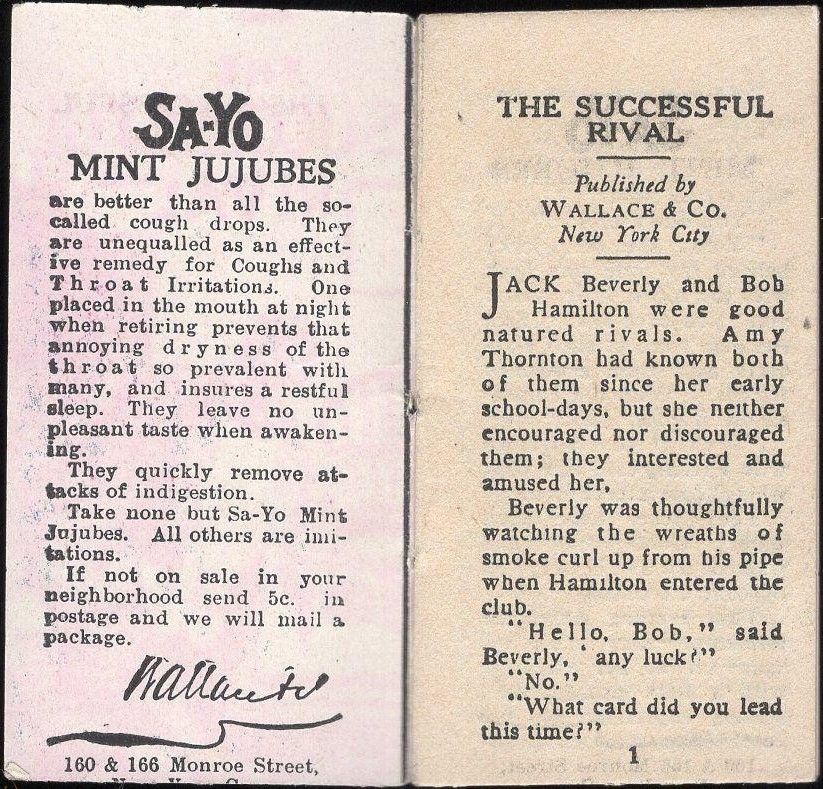 SA-YO
MINT JUJUBES
are better than all the so-
called cough drops. They
are unequalled as an effect-
ive remedy for Coughs and
Throat Irritations. One
placed in the mouth at night
when retiring prevents that
annoying dryness of the
throat so prevalent with
many, and insures a restful
sleep. They leave no un-
pleasant taste when awaken-
ing.
They quickly remove at-
tacks of indigestion.
Take none but Sa-Yo Mint
Jujubes. All others are imi-
tations.
If not on sale in your
neighborhood send 5c. in
postage and we will mail a
package.
Wallace & Co
160 & 166 Monroe Street,
THE SUCCESSFUL
RIVAL
Published by
WALLACE & CO.
New York City
JACK Beverly and Bob
Hamilton were good
natured rivals. Amy
Thornton had known both
of them since her early
school-days, but she neither
encouraged nor discouraged
them; they interested and
amused her,
Beverly was thoughtfully
watching the wreaths of
smoke curl up from his pipe
when Hamilton entered the
club.
"Hello, Bob," said
Beverly, ' any luck?"
"No."
"What card did you lead
this time?"
1